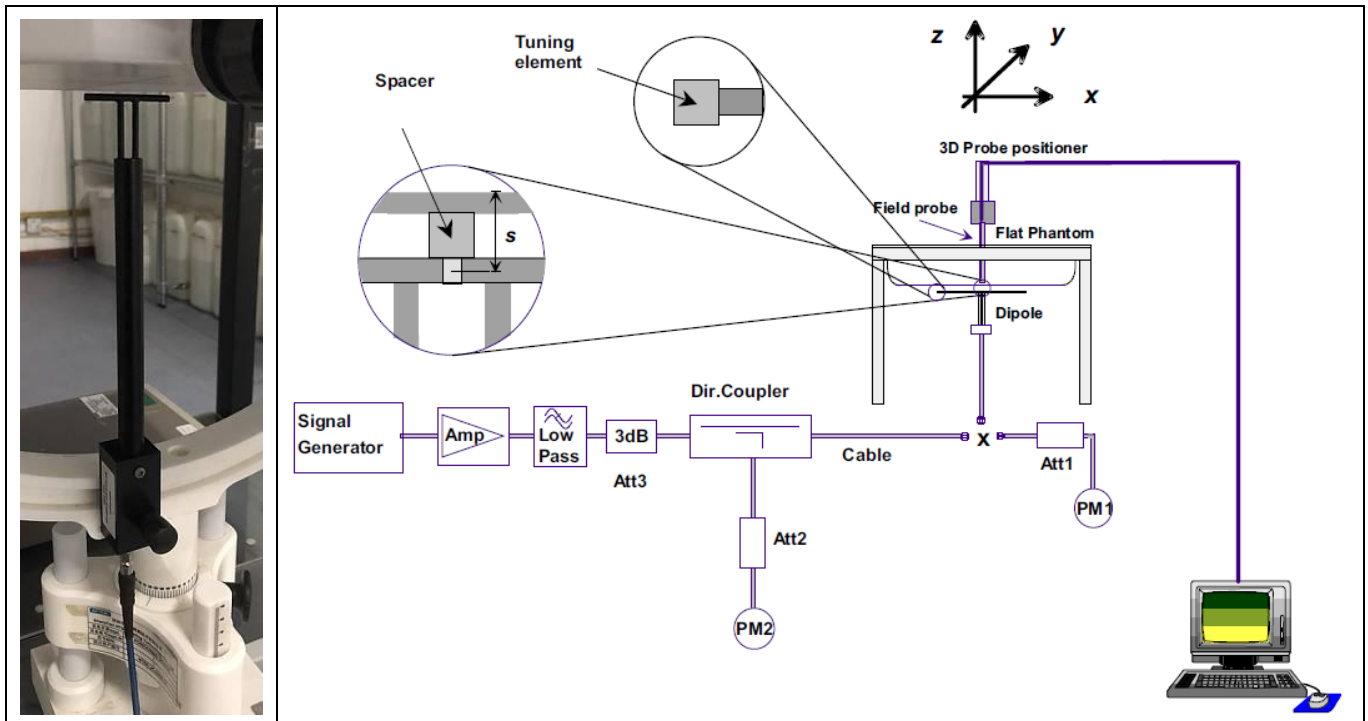 Tuning
element
Spacer
s
z
y
x
3D Probe positioner
Field probe
Flat Phantom
Dipole
Signal
Generator
Amp
Low
Pass
3dB
Att3
Dir.Coupler
Cable
x
Att1
PM1
Att2
PM2